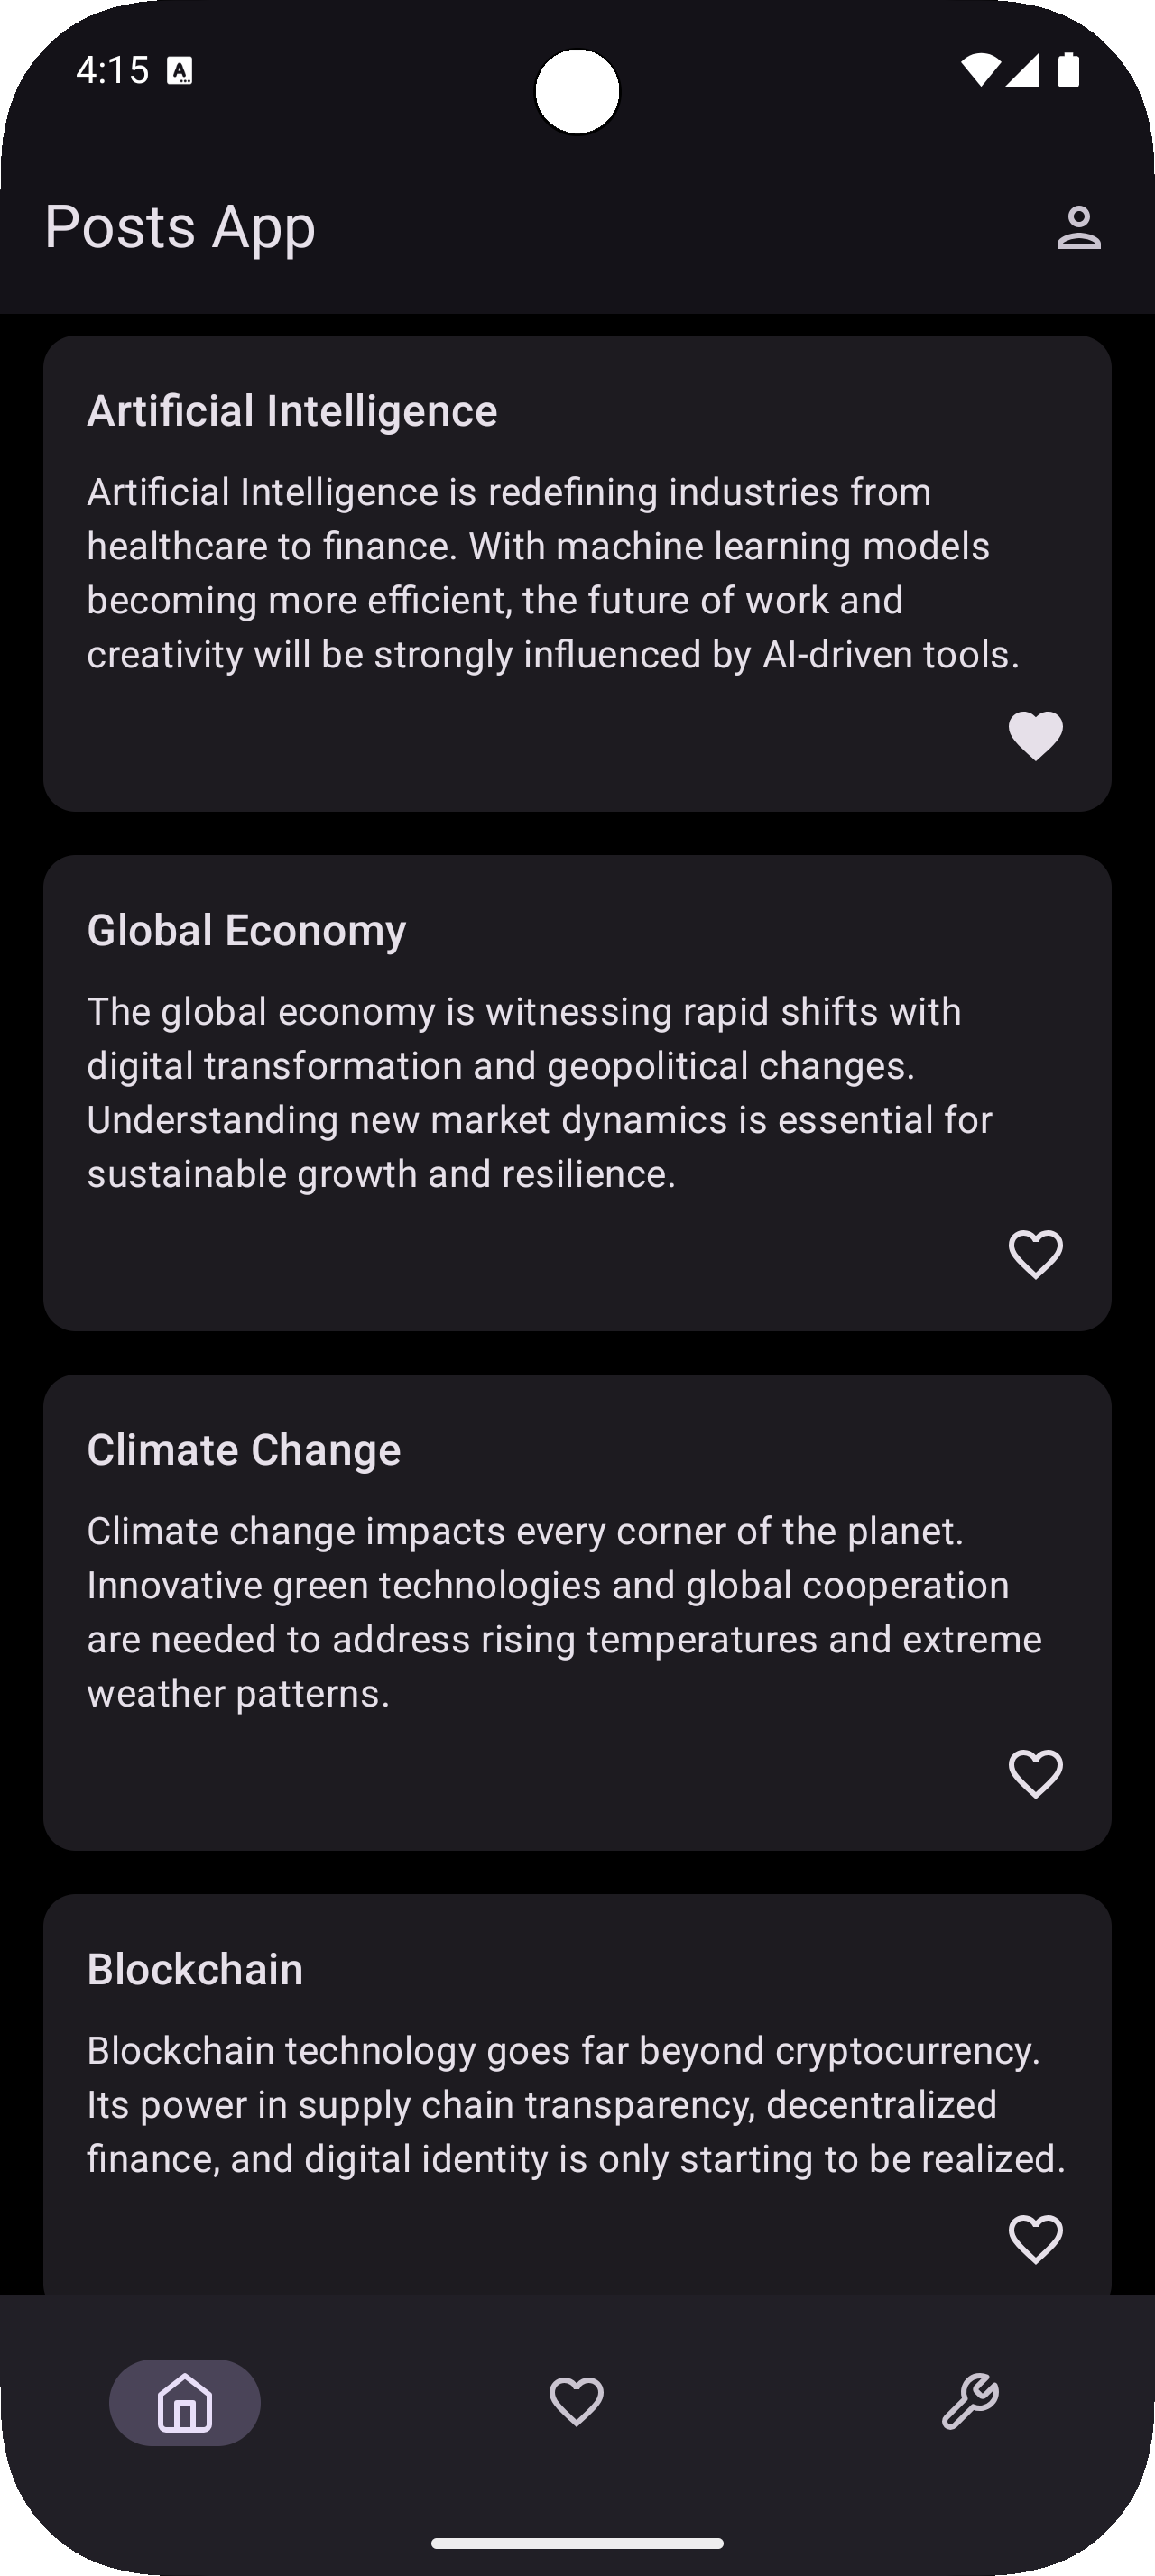 4:15
Posts App
Artificial Intelligence
Artificial Intelligence is redefining industries from
healthcare to finance. With machine learning models
becoming more efficient, the future of work and
creativity will be strongly influenced by AI-driven tools.
Global Economy
The global economy is witnessing rapid shifts with
digital transformation and geopolitical changes.
Understanding new market dynamics is essential for
sustainable growth and resilience.
Climate Change
Climate change impacts every corner of the planet.
Innovative green technologies and global cooperation
are needed to address rising temperatures and extreme
weather patterns.
Blockchain
Blockchain technology goes far beyond cryptocurrency.
Its power in supply chain transparency, decentralized
finance, and digital identity is only starting to be realized.